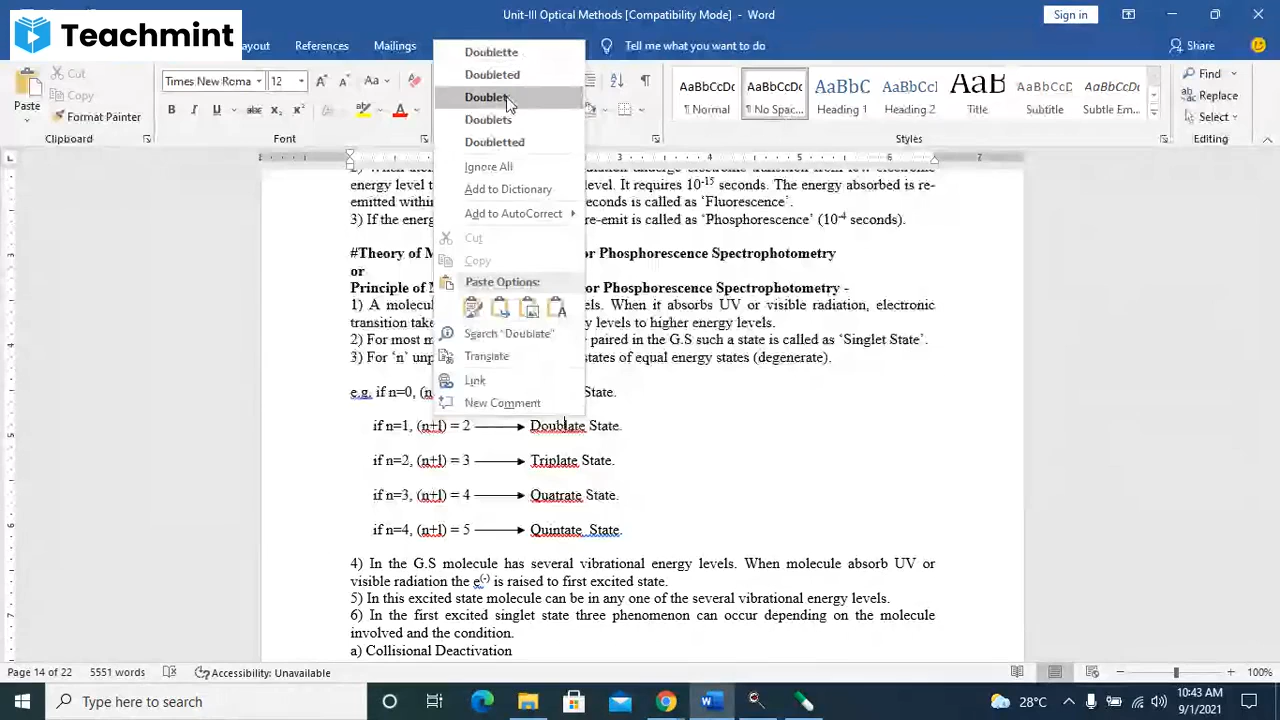 Unit-III Optical Methods [Compatibility Mode] - Word
Sign in
Teachmint
References
Mailings
Tell me what you want to do
Share
Paste
Cut
Copy
Format Painter
Times New Roma
12
Font
AaBbCcDc
¶ Normal
AaBbCcDc
¶ No Spac...
AaBbC
Heading 1
AaBbCc
Heading 2
AaBbCcD
Heading 3
AaBbCcDc
Heading 4
Styles
Find
Replace
Select
Editing
Doublette
Doubleted
Doublet
Doublets
Doubletted
Ignore All
Add to Dictionary
Add to AutoCorrect
Cut
Copy
Paste Options:
Search "Doublate"
Translate
Link
New Comment
energy level t level. It requires 10-15 seconds. The energy absorbed is re-
emitted within seconds is called as ‘Fluorescence’.
3) If the energ re-emit is called as ‘Phosphorescence’ (10-4 seconds).
#Theory of M or Phosphorescence Spectrophotometry
or
Principle of M or Phosphorescence Spectrophotometry -
1) A molecul els. When it absorbs UV or visible radiation, electronic
transition take y levels to higher energy levels.
2) For most m paired in the G.S such a state is called as ‘Singlet State’.
3) For ‘n’ unp states of equal energy states (degenerate).
e.g. if n=0, (n State.
if n=1, (n+1) = 2 Doublate State.
if n=2, (n+1) = 3 Triplate State.
if n=3, (n+1) = 4 Quatrate State.
if n=4, (n+1) = 5 Quintate State.
4) In the G.S molecule has several vibrational energy levels. When molecule absorb UV or
visible radiation the e(-) is raised to first excited state.
5) In this excited state molecule can be in any one of the several vibrational energy levels.
6) In the first excited singlet state three phenomenon can occur depending on the molecule
involved and the condition.
a) Collisional Deactivation
Page 14 of 22
5551 words
Accessibility: Unavailable
100%
Type here to search
28°C
10:43 AM
9/1/2021